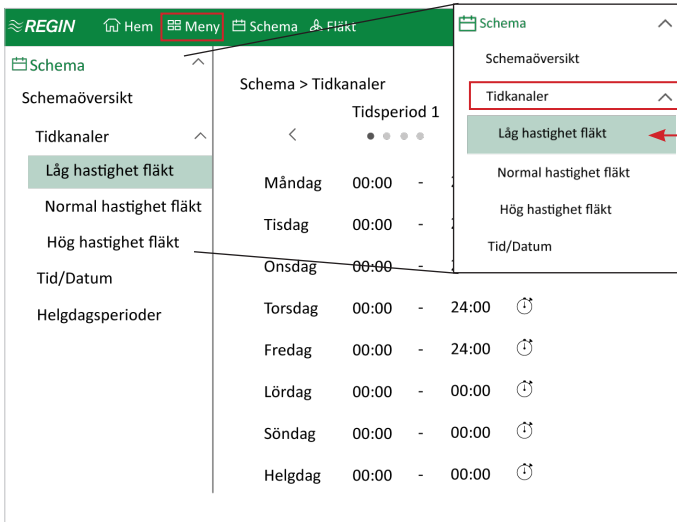 REGIN Hem Meny Schema Fläkt
Schema
Schemaöversikt
Tidkanaler
Låg hastighet fläkt
Normal hastighet fläkt
Hög hastighet fläkt
Tid/Datum
Helgdagsperioder
Schema > Tidkanaler
Tidsperiod 1
Måndag 00:00 -
Tisdag 00:00 -
Onsdag 00:00 -
Torsdag 00:00 - 24:00
Fredag 00:00 - 24:00
Lördag 00:00 - 00:00
Söndag 00:00 - 00:00
Helgdag 00:00 - 00:00
Schema
Schemaöversikt
Tidkanaler
Låg hastighet fläkt
Normal hastighet fläkt
Hög hastighet fläkt
Tid/Datum